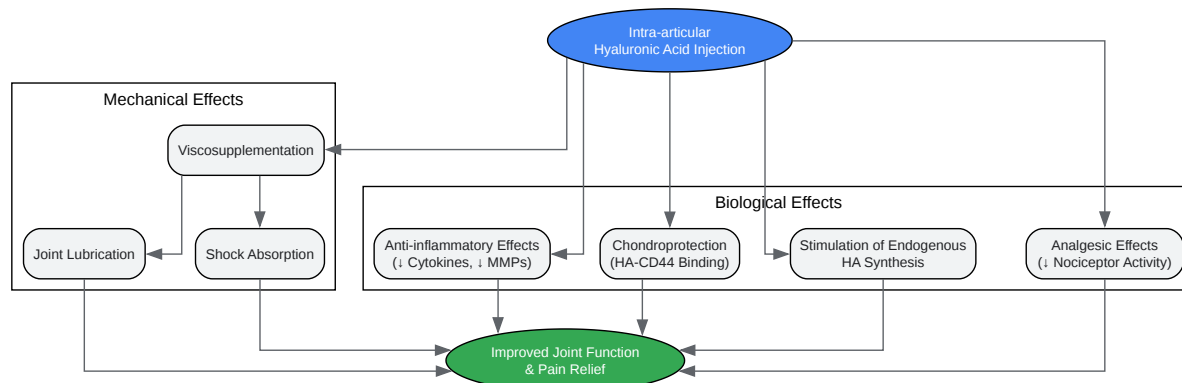 Intra-articular
Hyaluronic Acid Injection
Mechanical Effects
Viscosupplementation
Joint Lubrication
Shock Absorption
Biological Effects
Anti-inflammatory Effects
(↓ Cytokines, ↓ MMPs)
Chondroprotection
(HA-CD44 Binding)
Stimulation of Endogenous
HA Synthesis
Analgesic Effects
(↓ Nociceptor Activity)
Improved Joint Function
& Pain Relief